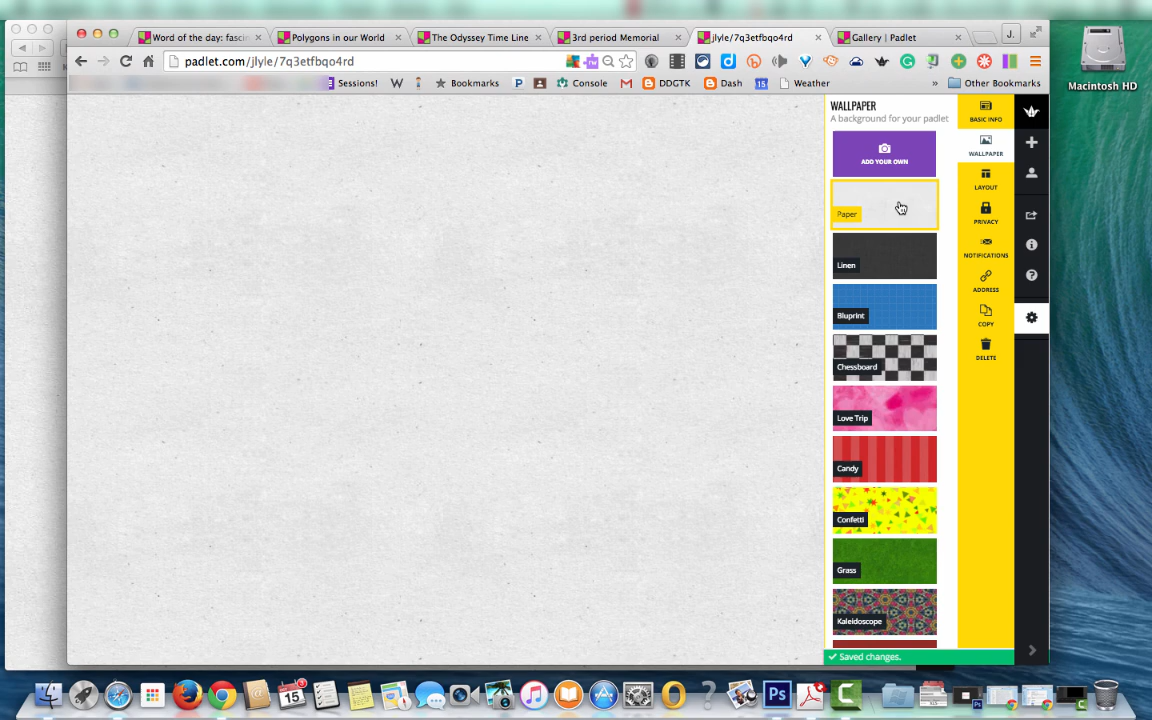 Word of the day: fascin
Polygons in our World
The Odyssey Time Line
3rd period Memorial
jlyle/7q3etfbqo4rd
Gallery | Padlet
J.
padlet.com/jlyle/7q3etfbqo4rd
Sessions!
W
Bookmarks
P
Console
DDGTK
Dash
15
Weather
»
Other Bookmarks
Macintosh HD
WALLPAPER
A background for your padlet
ADD YOUR OWN
Paper
Linen
Bluprint
Chessboard
Love Trip
Candy
Confetti
Grass
Kaleidoscope
✓ Saved changes.
BASIC INFO
WALLPAPER
LAYOUT
PRIVACY
NOTIFICATIONS
ADDRESS
COPY
DELETE
15
Ps